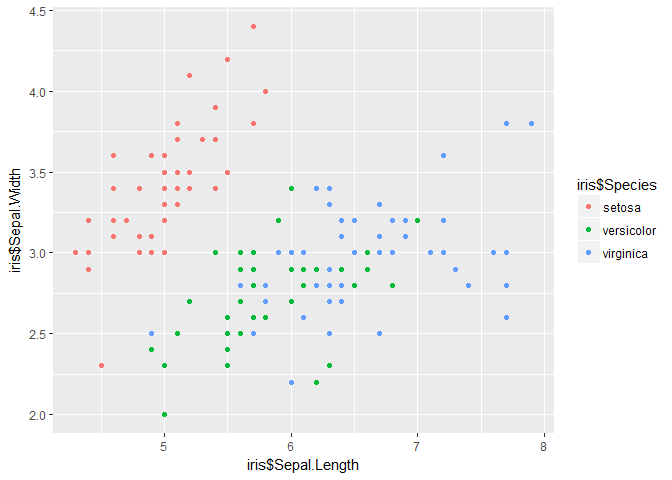 4.5
4.0
3.5
3.0
2.5
2.0
iris$Sepal.Width
5
6
7
8
iris$Sepal.Length
iris$Species
setosa
versicolor
virginica